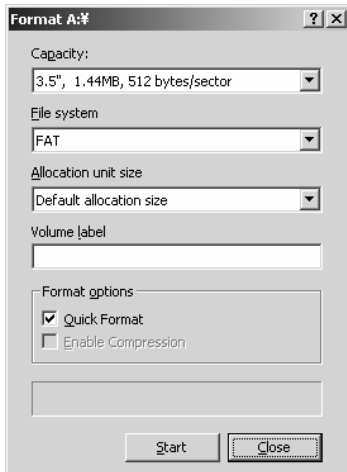 Format A:¥
? ×
Capacity:
3.5", 1.44MB, 512 bytes/sector
File system
FAT
Allocation unit size
Default allocation size
Volume label
Format options
Quick Format
Enable Compression
Start Close